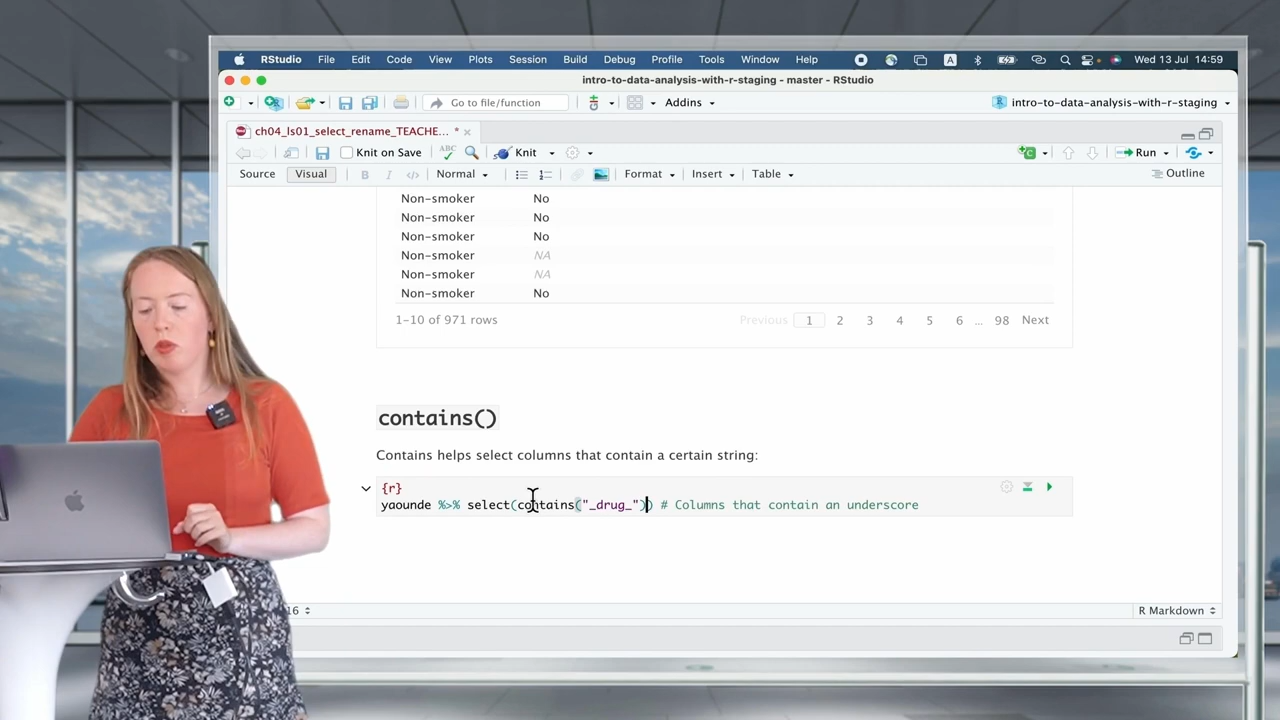 RStudio File Edit Code View Plots Session Build Debug Profile Tools Window Help A Wed 13 Jul 14:59
intro-to-data-analysis-with-r-staging - master - RStudio
Go to file/function Addins intro-to-data-analysis-with-r-staging
ch04_ls01_select_rename_TEACHE... *
Knit on Save ABC Knit Run
Source Visual B I Normal Format Insert Table Outline
Non-smoker No
Non-smoker No
Non-smoker No
Non-smoker NA
Non-smoker NA
Non-smoker No
1-10 of 971 rows Previous 1 2 3 4 5 6 ... 98 Next
contains()
Contains helps select columns that contain a certain string:
{r}
yaounde %>% select(contains("_drug_")) # Columns that contain an underscore
16 R Markdown